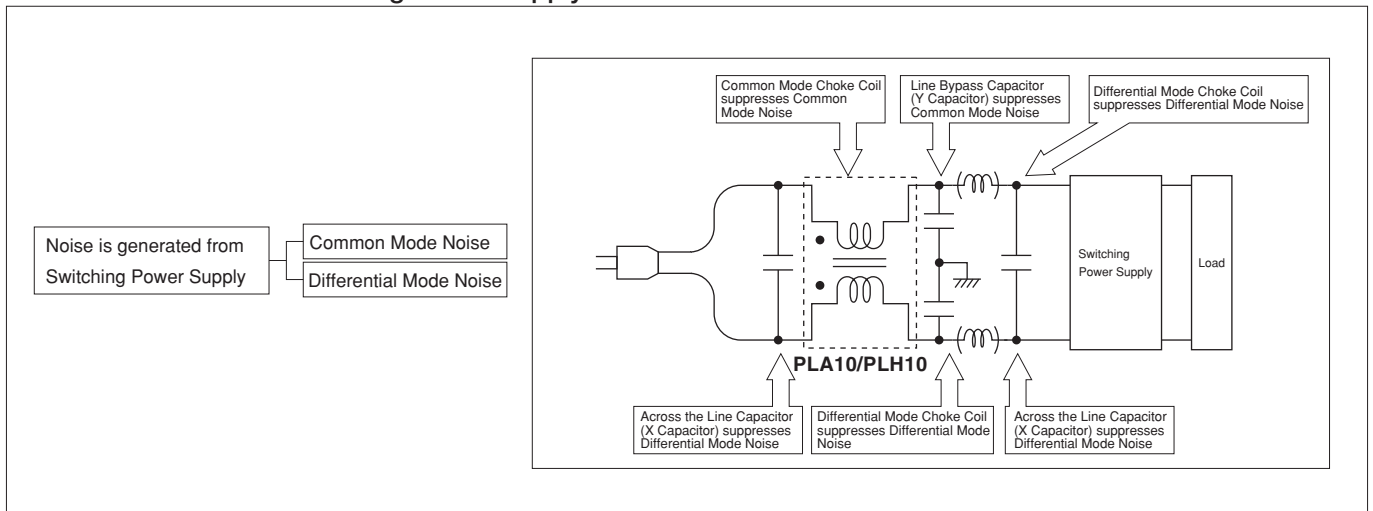 Noise is generated from
Switching Power Supply
Common Mode Noise
Differential Mode Noise
Common Mode Choke Coil
suppresses Common
Mode Noise
Line Bypass Capacitor
(Y Capacitor) suppresses
Common Mode Noise
Differential Mode Choke Coil
suppresses Differential Mode Noise
Switching
Power Supply
Load
PLA10/PLH10
Across the Line Capacitor
(X Capacitor) suppresses
Differential Mode Noise
Differential Mode Choke Coil
suppresses Differential Mode
Noise
Across the Line Capacitor
(X Capacitor) suppresses
Differential Mode Noise